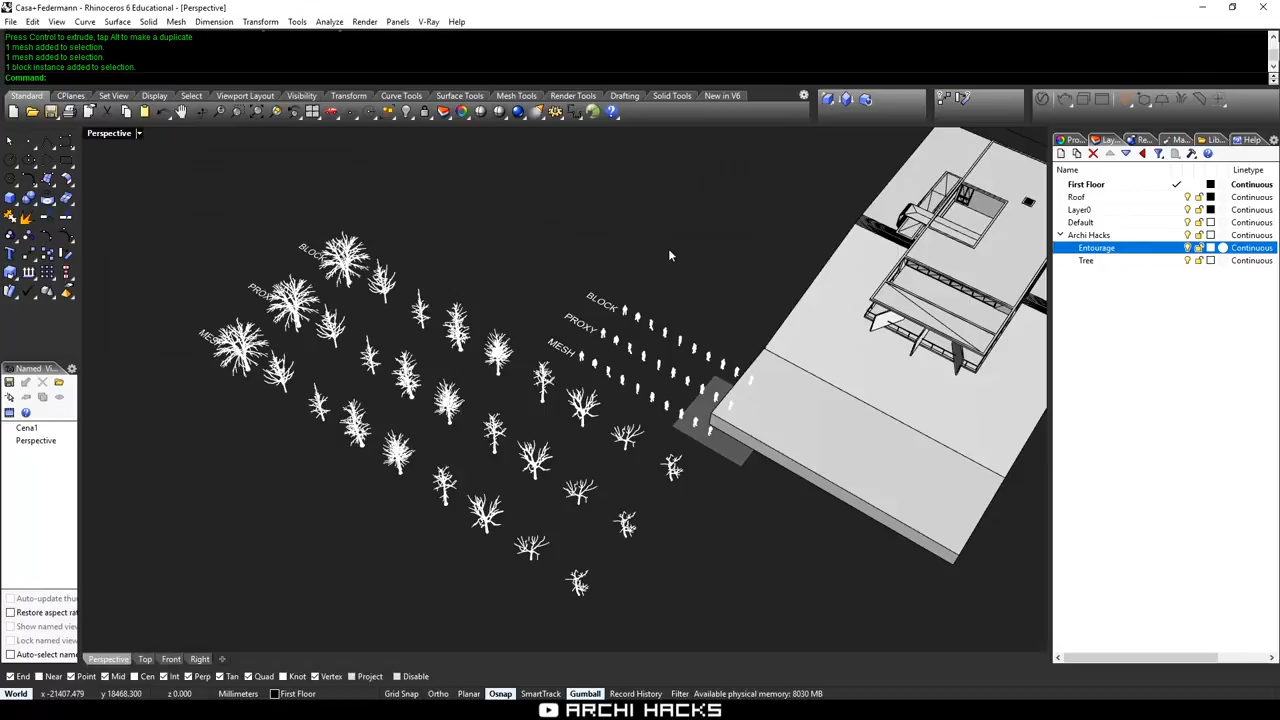 Casa+Federmann - Rhinoceros 6 Educational - [Perspective]
File Edit View Curve Surface Solid Mesh Dimension Transform Tools Analyze Render Panels V-Ray Help
Press Control to extrude, tap Alt to make a duplicate
1 mesh added to selection.
1 mesh added to selection.
1 block instance added to selection.
Command:
Standard CPlanes Set View Display Select Viewport Layout Visibility Transform Curve Tools Surface Tools Mesh Tools Render Tools Drafting Solid Tools New in V6
Perspective
Pro... Lay... Re... Ma... Lib... Help
Name Linetype
First Floor Continuous
Roof Continuous
Layer0 Continuous
Default Continuous
Archi Hacks Continuous
Entourage Continuous
Tree Continuous
BLOCK
PROXY
MESH
BLOCK
PROXY
MESH
Named Vi...
Cena1
Perspective
Auto-update thu
Restore aspect rat
Show named view
Lock named view
Auto-select name
Perspective Top Front Right
End Near Point Mid Cen Int Perp Tan Quad Knot Vertex Project Disable
World x -21407.479 y 18468.300 z 0.000 Millimeters First Floor Grid Snap Ortho Planar Osnap SmartTrack Gumball Record History Filter Available physical memory: 8030 MB
ARCHI HACKS